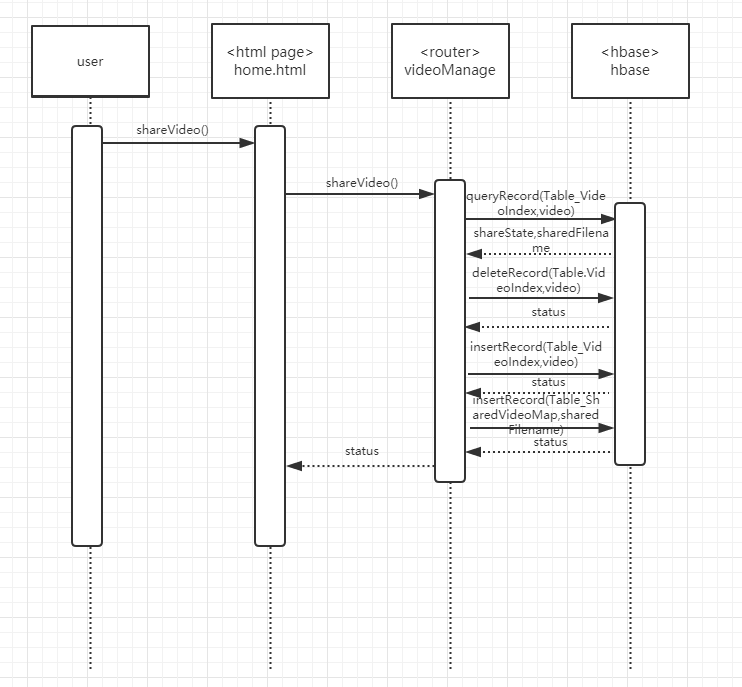 user
<html page>
home.html
<router>
videoManage
<hbase>
hbase
shareVideo()
shareVideo()
queryRecord(Table_Vide
oIndex,video)
shareState,sharedFilena
me
deleteRecord(Table.Vid
eoIndex,video)
status
insertRecord(Table_Vid
eoIndex,video)
status
insertRecord(Table_Sh
aredVideoMap,shared
Filename)
status
status